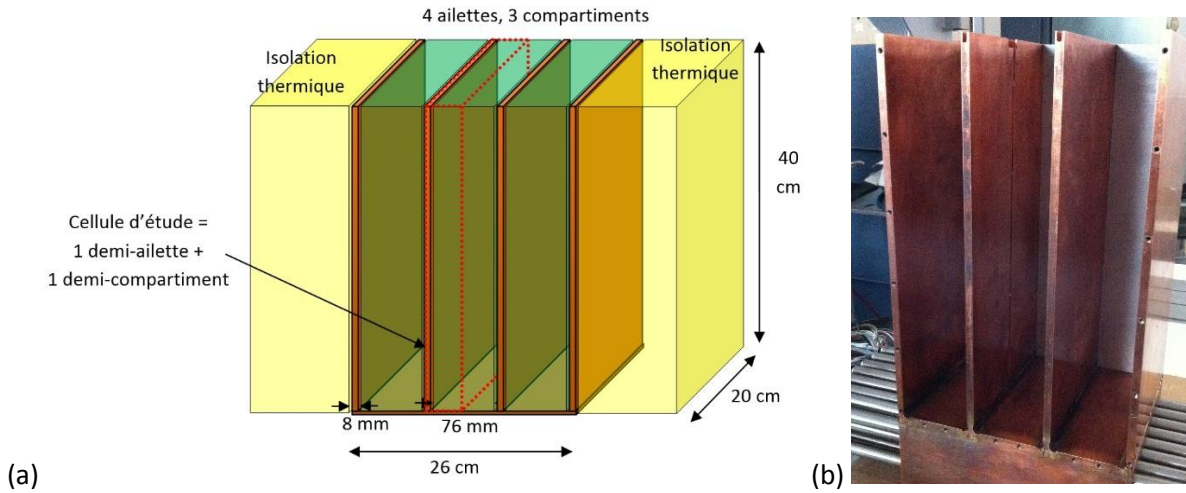 4 ailettes, 3 compartiments
Isolation
thermique
Isolation
thermique
40
cm
Cellule d'étude =
1 demi-ailette +
1 demi-compartiment
20 cm
8 mm
76 mm
26 cm
(a)
(b)